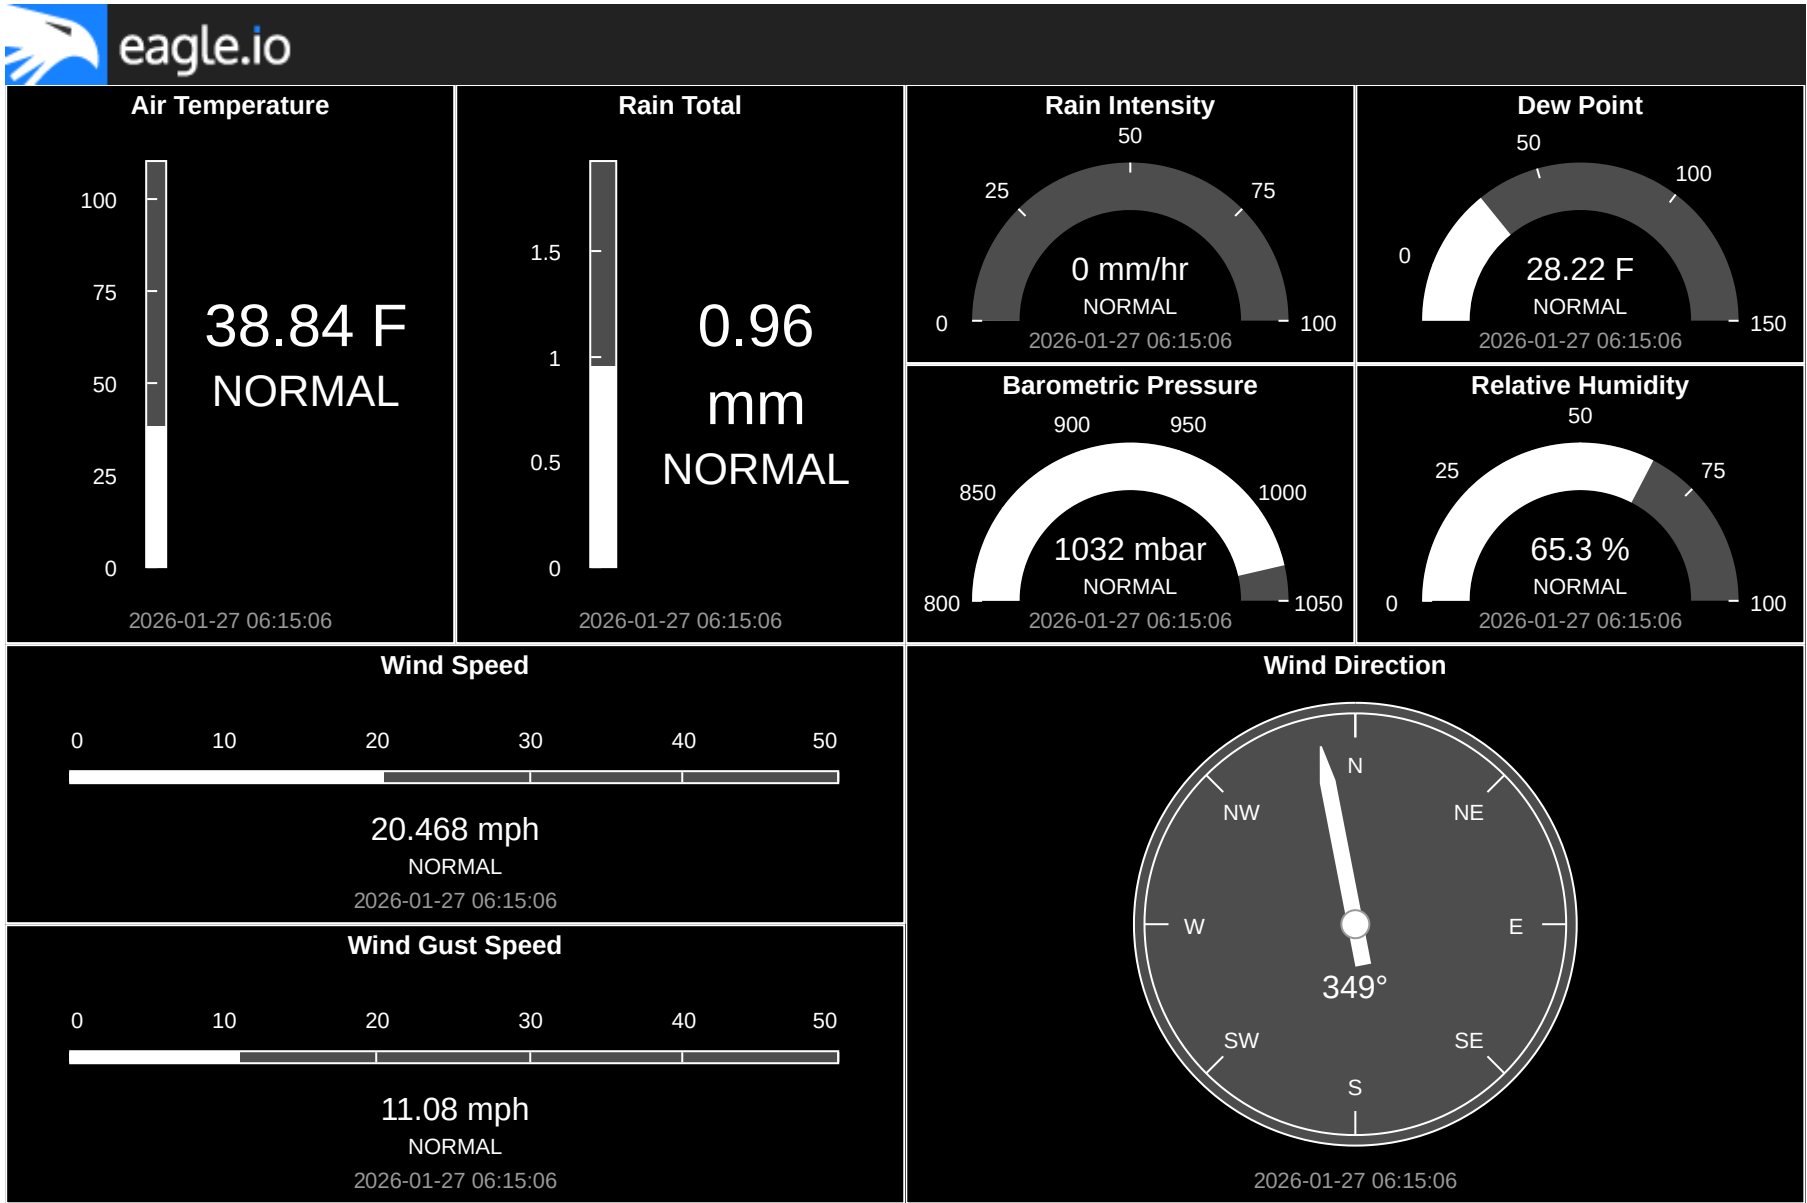 eagle.io
Air Temperature
100
75
50
25
0
38.84 F
NORMAL
2026-01-27 06:15:06
Rain Total
1.5
1
0.5
0
0.96
mm
NORMAL
2026-01-27 06:15:06
Rain Intensity
50
25
75
0
100
0 mm/hr
NORMAL
2026-01-27 06:15:06
Dew Point
50
100
0
150
28.22 F
NORMAL
2026-01-27 06:15:06
Barometric Pressure
900
950
850
1000
800
1050
1032 mbar
NORMAL
2026-01-27 06:15:06
Relative Humidity
50
25
75
0
100
65.3 %
NORMAL
2026-01-27 06:15:06
Wind Speed
0 10 20 30 40 50
20.468 mph
NORMAL
2026-01-27 06:15:06
Wind Gust Speed
0 10 20 30 40 50
11.08 mph
NORMAL
2026-01-27 06:15:06
Wind Direction
N
NW
NE
W
E
349°
SW
SE
S
2026-01-27 06:15:06